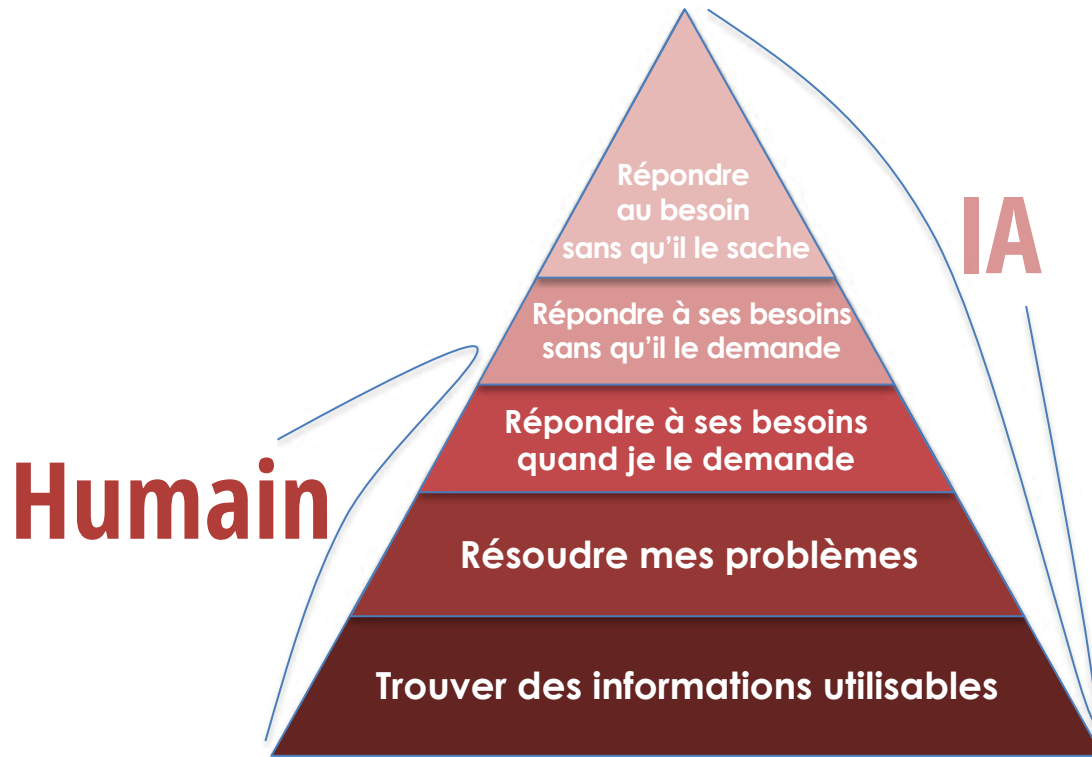 Répondre
au besoin
sans qu'il le sache
IA
Répondre à ses besoins
sans qu'il le demande
Répondre à ses besoins
quand je le demande
Humain
Résoudre mes problèmes
Trouver des informations utilisables